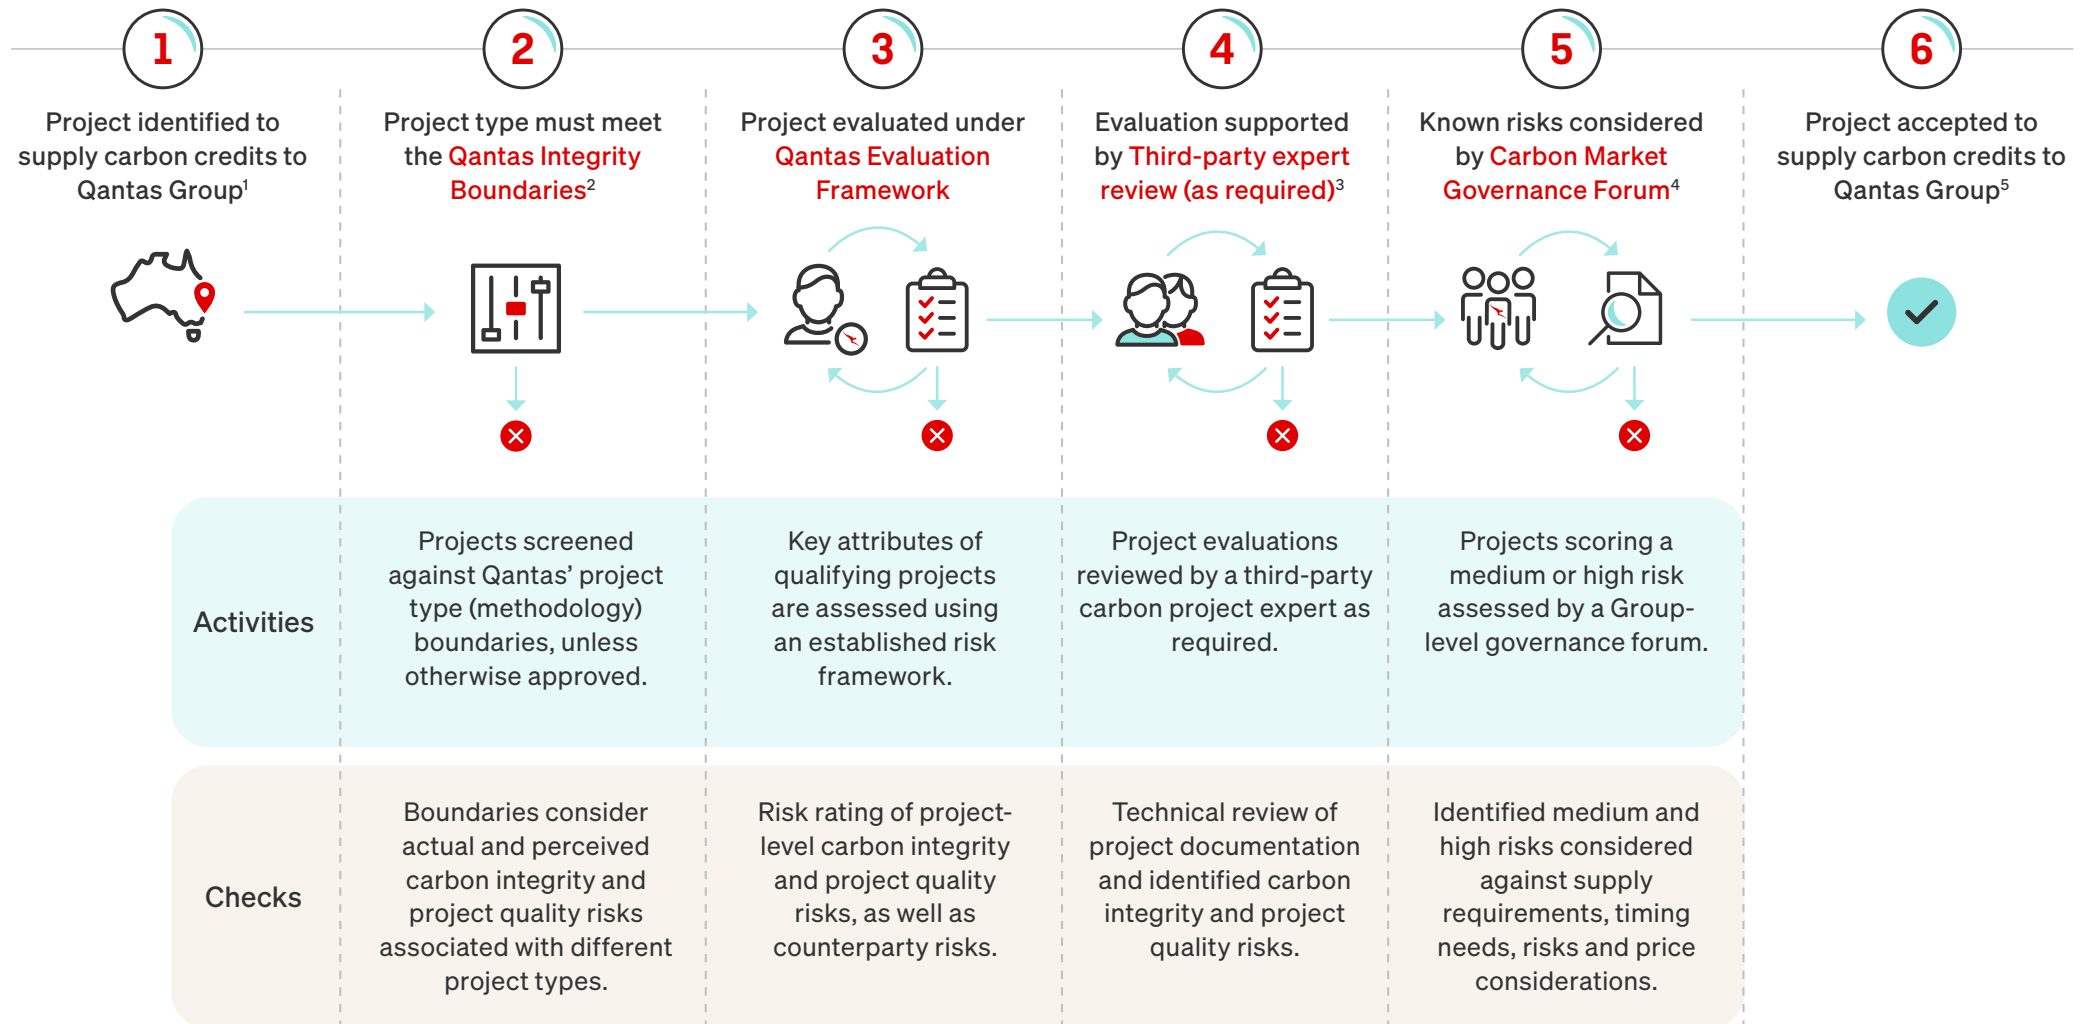 1
Project identified to
supply carbon credits to
Qantas Group¹
2
Project type must meet
the Qantas Integrity
Boundaries²
3
Project evaluated under
Qantas Evaluation
Framework
4
Evaluation supported
by Third-party expert
review (as required)³
5
Known risks considered
by Carbon Market
Governance Forum⁴
6
Project accepted to
supply carbon credits to
Qantas Group⁵
Activities
Projects screened
against Qantas’ project
type (methodology)
boundaries, unless
otherwise approved.
Key attributes of
qualifying projects
are assessed using
an established risk
framework.
Project evaluations
reviewed by a third-party
carbon project expert as
required.
Projects scoring a
medium or high risk
assessed by a Group-
level governance forum.
Checks
Boundaries consider
actual and perceived
carbon integrity and
project quality risks
associated with different
project types.
Risk rating of project-
level carbon integrity
and project quality
risks, as well as
counterparty risks.
Technical review of
project documentation
and identified carbon
integrity and project
quality risks.
Identified medium and
high risks considered
against supply
requirements, timing
needs, risks and price
considerations.